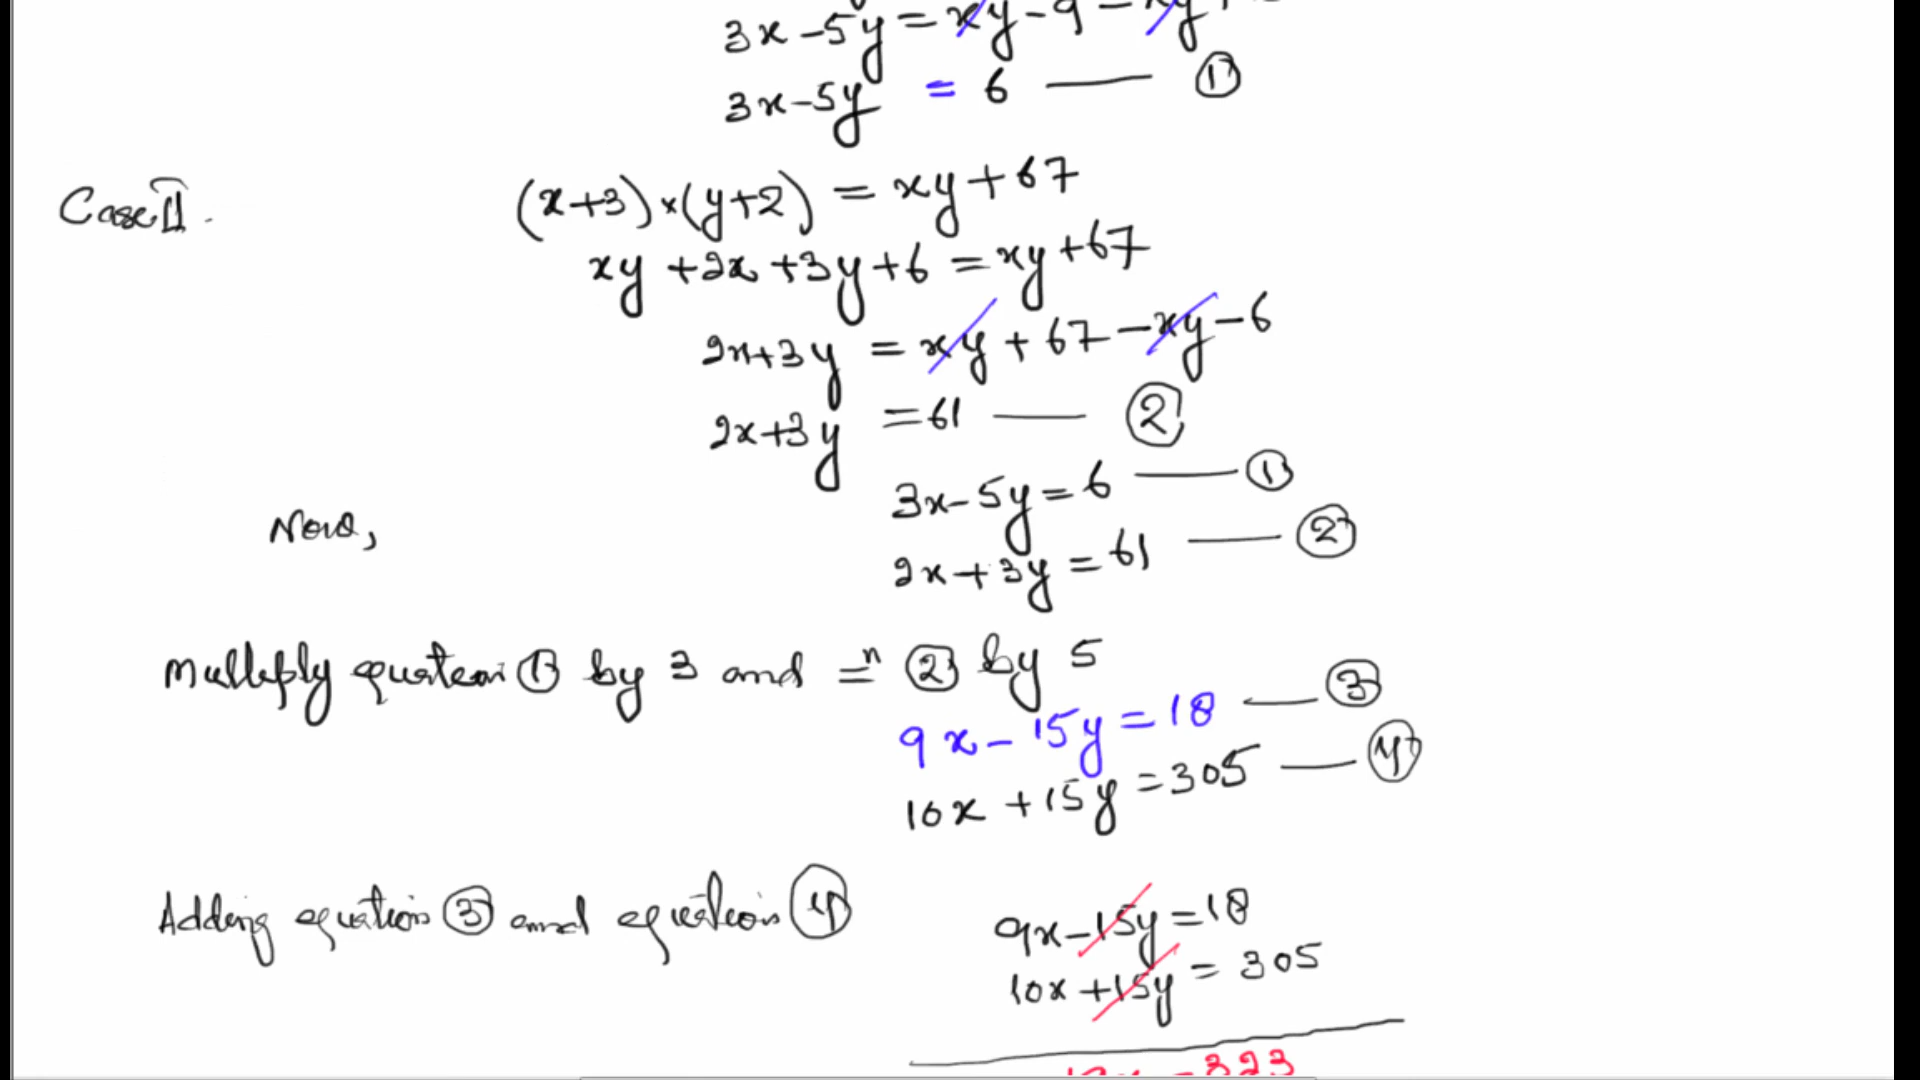 3x-5y = xy-9-xy
3x-5y = 6 —— ①
Case II.
(x+3)×(y+2) = xy+67
xy+2x+3y+6 = xy+67
2x+3y = xy+67-xy-6
2x+3y = 61 —— ②
3x-5y = 6 —— ①
Now,
2x+3y = 61 —— ②
Multiply equation ① by 3 and =n ② by 5
9x-15y = 18 —— ③
10x+15y = 305 —— ④
Adding equation ③ and equation ④
9x-15y = 18
10x+15y = 305
323